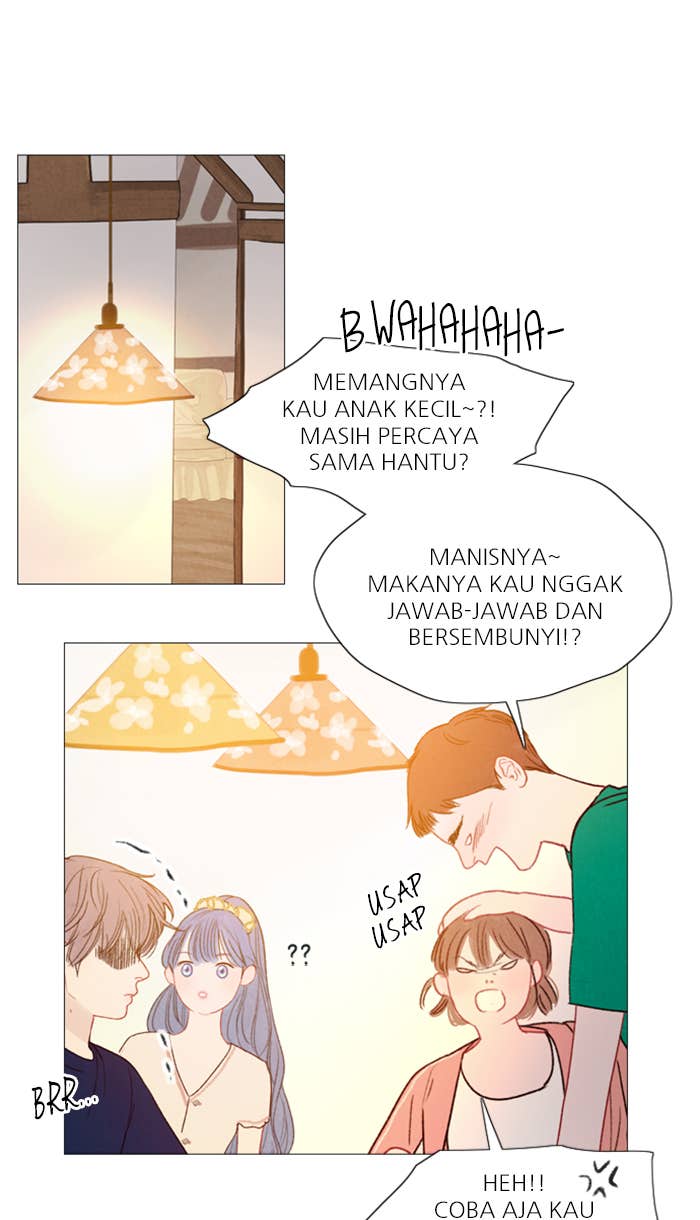 BWAHAHAHA-
MEMANGNYA
KAU ANAK KECIL~?!
MASIH PERCAYA
SAMA HANTU?
MANISNYA~
MAKANYA KAU NGGAK
JAWAB-JAWAB DAN
BERSEMBUNYI!?
USAP
USAP
??
BRR...
HEH!!
COBA AJA KAU